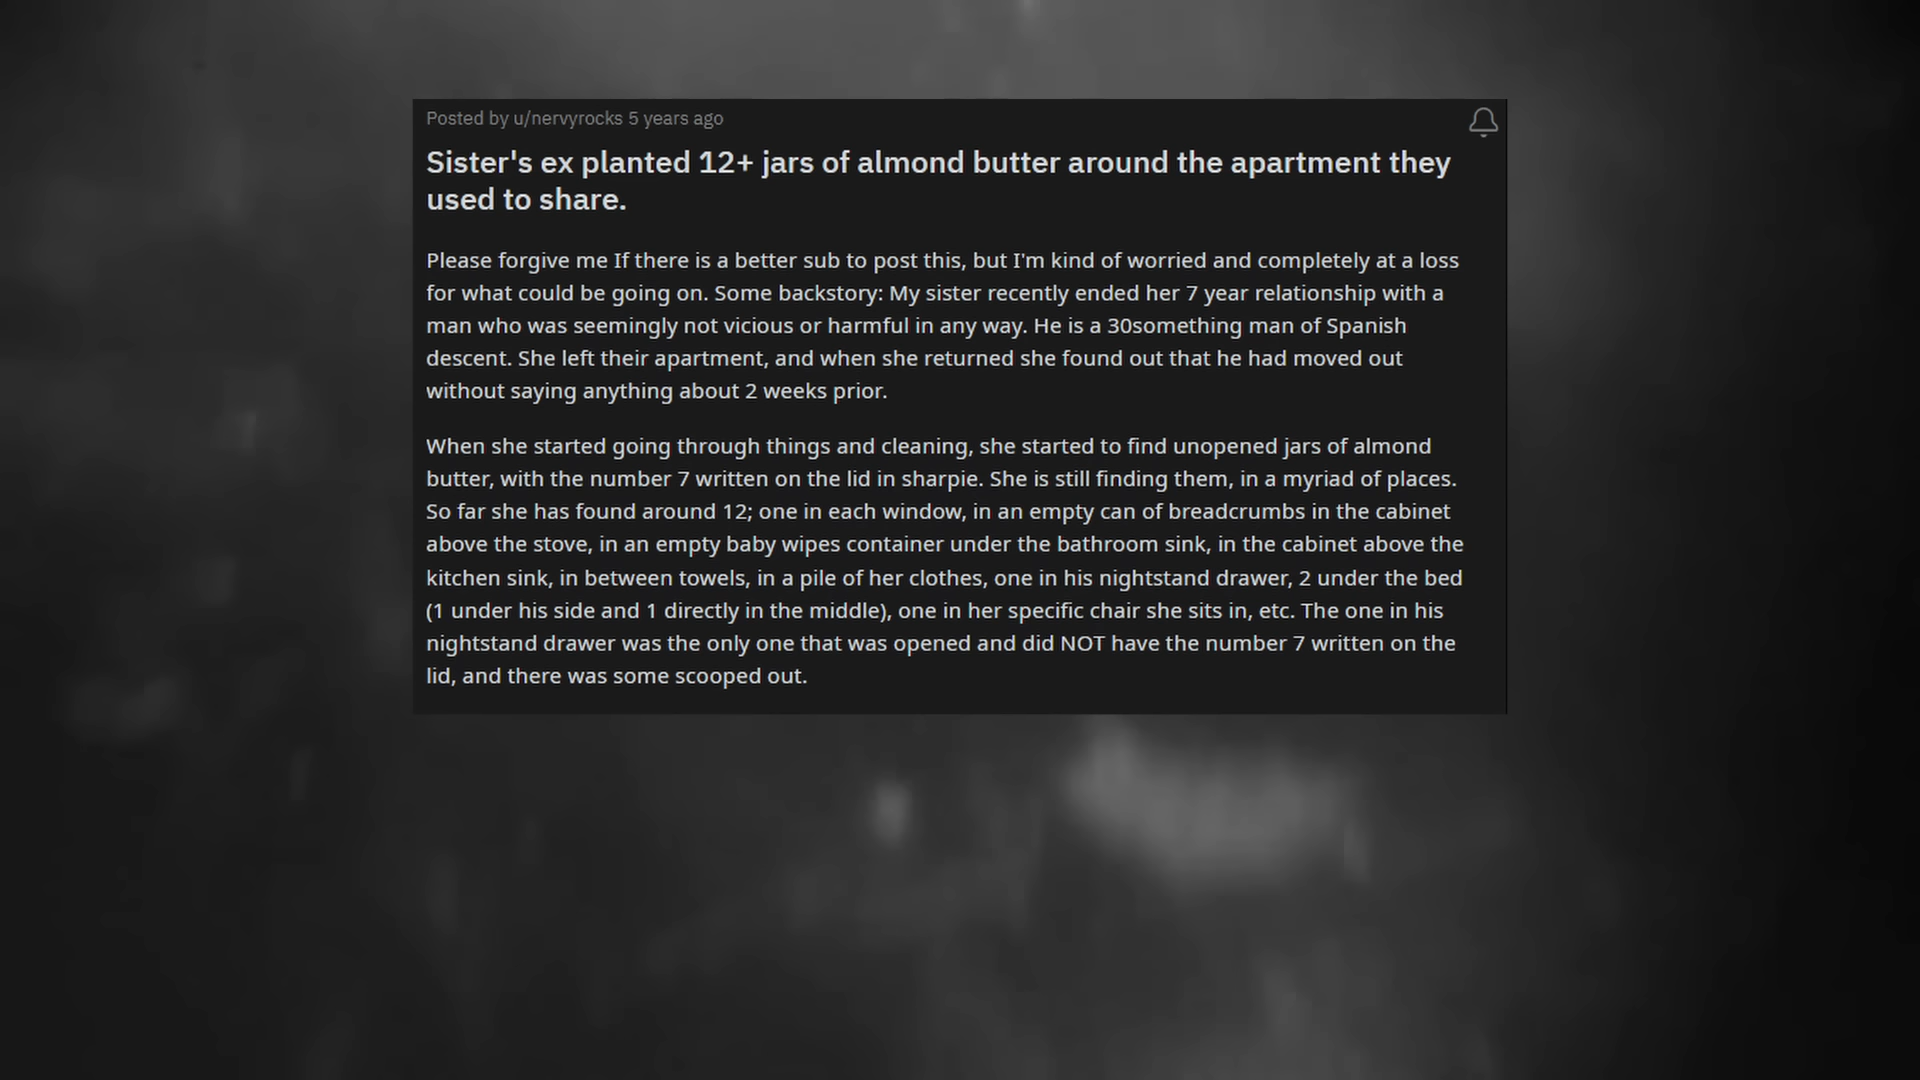 Posted by u/nervyrocks 5 years ago
Sister's ex planted 12+ jars of almond butter around the apartment they
used to share.
Please forgive me If there is a better sub to post this, but I'm kind of worried and completely at a loss
for what could be going on. Some backstory: My sister recently ended her 7 year relationship with a
man who was seemingly not vicious or harmful in any way. He is a 30something man of Spanish
descent. She left their apartment, and when she returned she found out that he had moved out
without saying anything about 2 weeks prior.
When she started going through things and cleaning, she started to find unopened jars of almond
butter, with the number 7 written on the lid in sharpie. She is still finding them, in a myriad of places.
So far she has found around 12; one in each window, in an empty can of breadcrumbs in the cabinet
above the stove, in an empty baby wipes container under the bathroom sink, in the cabinet above the
kitchen sink, in between towels, in a pile of her clothes, one in his nightstand drawer, 2 under the bed
(1 under his side and 1 directly in the middle), one in her specific chair she sits in, etc. The one in his
nightstand drawer was the only one that was opened and did NOT have the number 7 written on the
lid, and there was some scooped out.